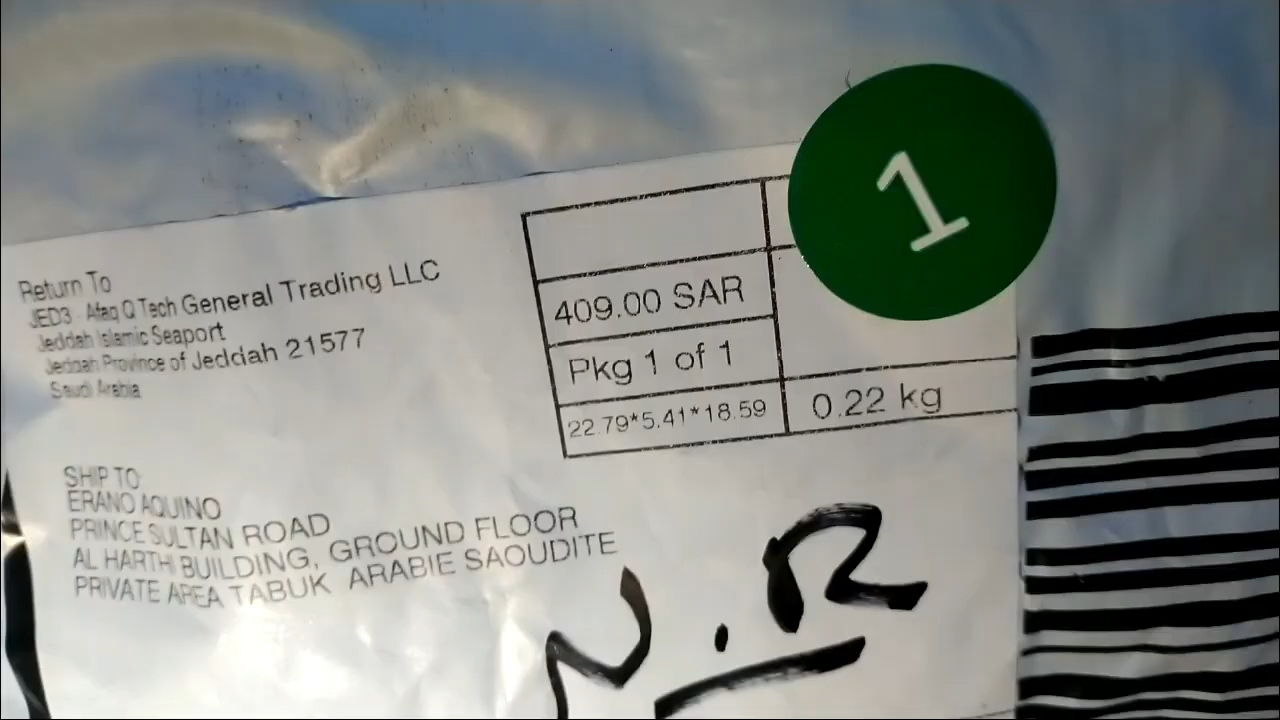 1
Return To
JED3 Afaq Q Tech General Trading LLC
Jeddah Islamic Seaport
Jeddah Province of Jeddah 21577
Saudi Arabia
409.00 SAR
Pkg 1 of 1
22.79*5.41*18.59
0.22 kg
SHIP TO
ERANO AQUINO
PRINCE SULTAN ROAD
AL HARTHI BUILDING, GROUND FLOOR
PRIVATE AREA TABUK ARABIE SAOUDITE
N.R